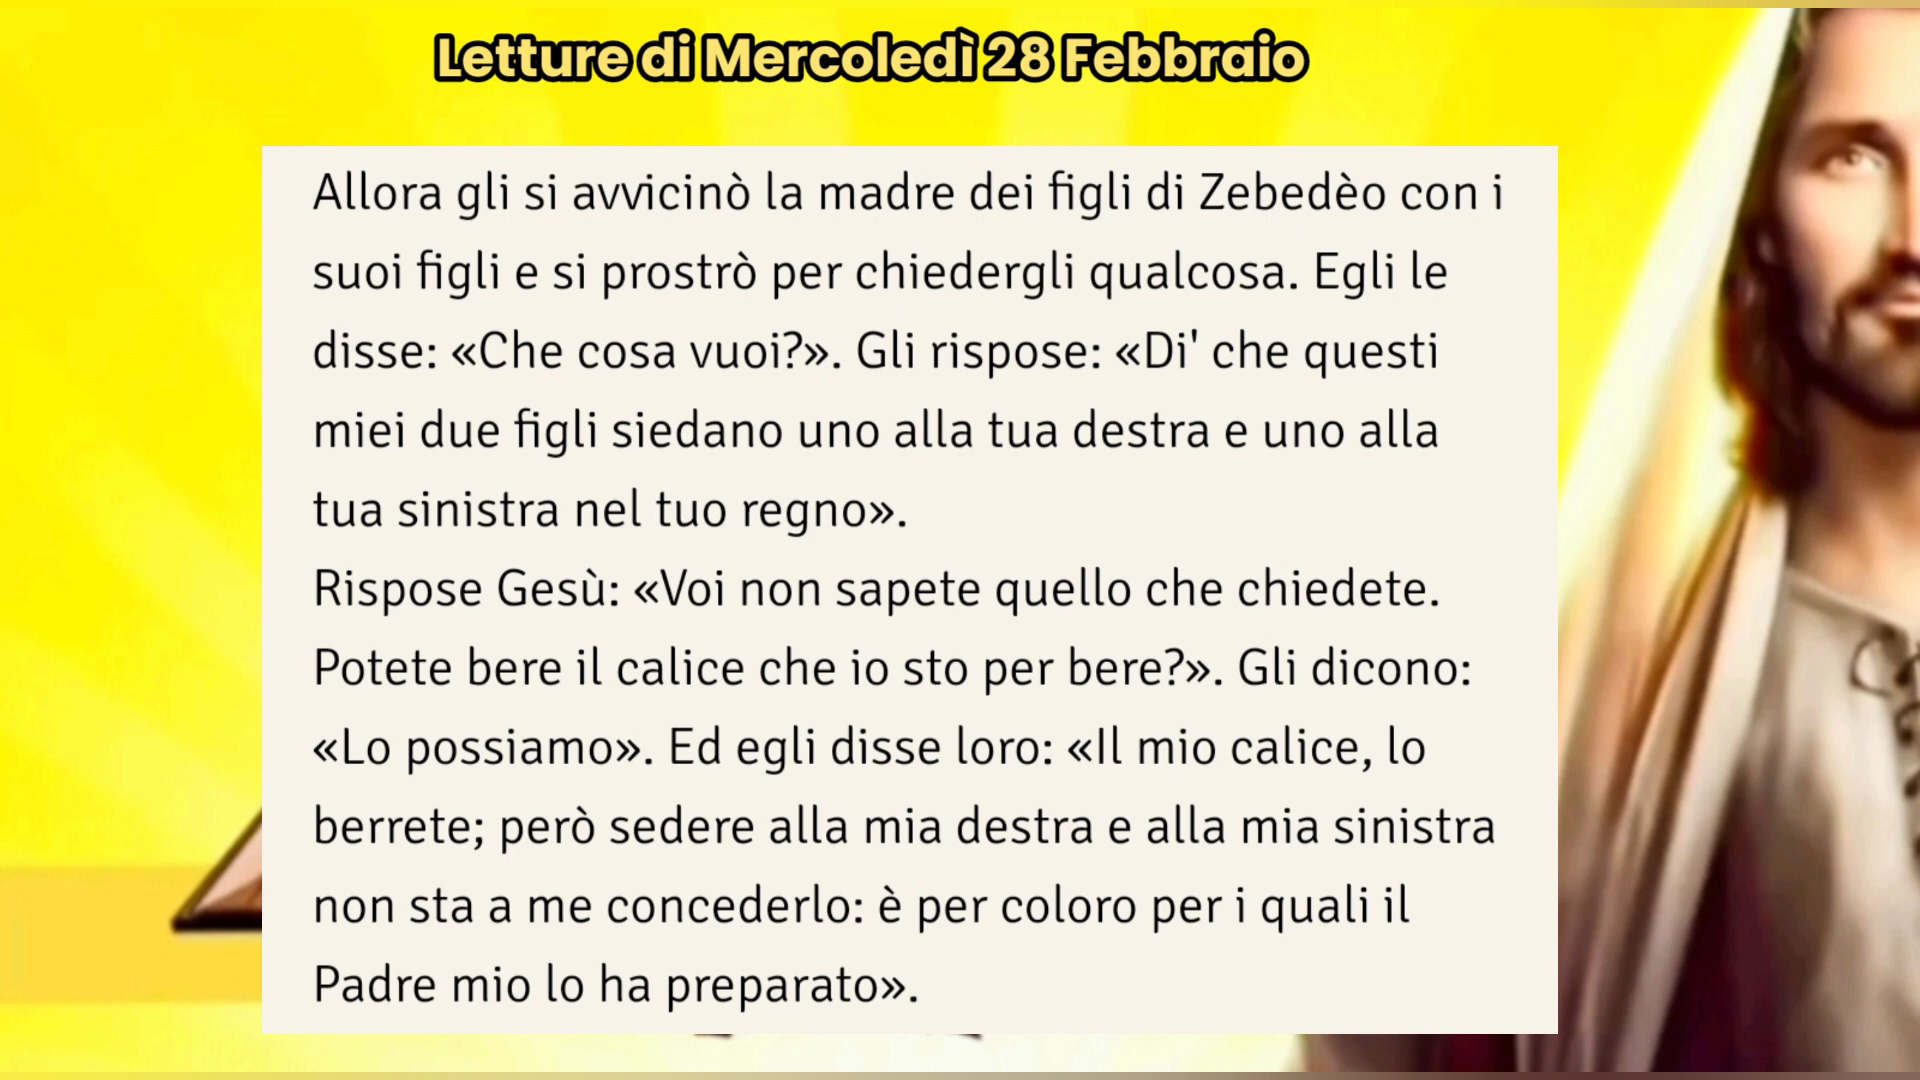 Letture di Mercoledì 28 Febbraio
Allora gli si avvicinò la madre dei figli di Zebedèo con i
suoi figli e si prostrò per chiedergli qualcosa. Egli le
disse: «Che cosa vuoi?». Gli rispose: «Di' che questi
miei due figli siedano uno alla tua destra e uno alla
tua sinistra nel tuo regno».
Rispose Gesù: «Voi non sapete quello che chiedete.
Potete bere il calice che io sto per bere?». Gli dicono:
«Lo possiamo». Ed egli disse loro: «Il mio calice, lo
berrete; però sedere alla mia destra e alla mia sinistra
non sta a me concederlo: è per coloro per i quali il
Padre mio lo ha preparato».